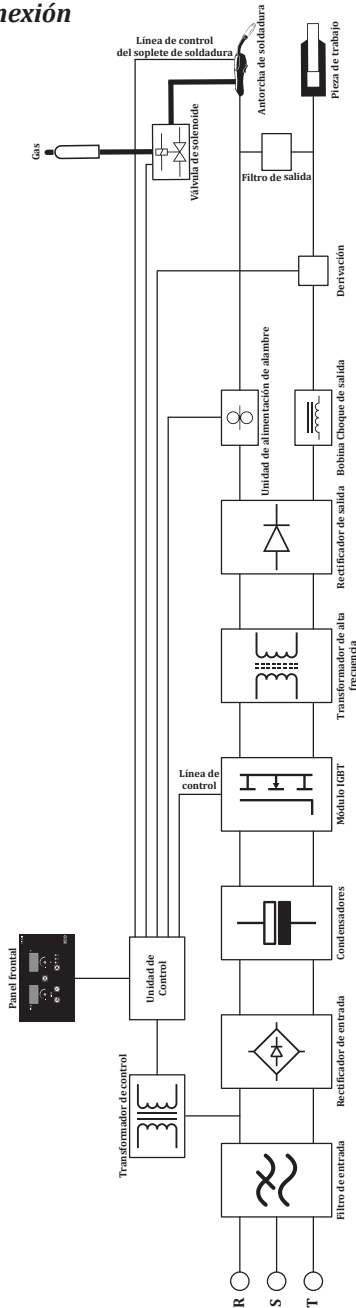 nexión
Línea de control
del soplete de soldadura
Gas
Válvula de solenoide
Antorcha de soldadura
Pieza de trabajo
Filtro de salida
Derivación
Unidad de alimentación de alambre
Bobina Choque de salida
Rectificador de salida
Transformador de alta
frecuencia
Línea de
control
Módulo IGBT
Panel frontal
Unidad de
Control
Condensadores
Transformador de control
Rectificador de entrada
Filtro de entrada
R
S
T